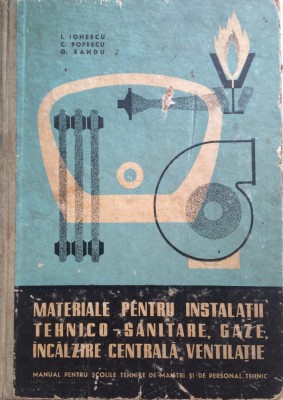 I. IONESCU
C. POPESCU
G. SANDU
MATERIALE PENTRU INSTALAȚII
TEHNICO-SANITARE, GAZE,
ÎNCĂLZIRE CENTRALĂ, VENTILAȚIE
MANUAL PENTRU ȘCOLILE TEHNICE DE MAIȘTRI ȘI DE PERSONAL TEHNIC